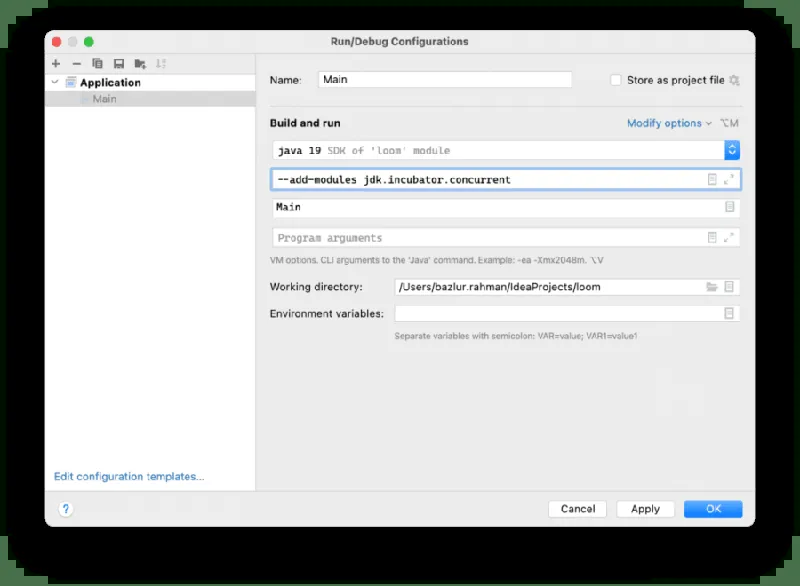 Run/Debug Configurations
Application
Main
Name: Main
Store as project file
Build and run
Modify options
⌥M
java 19 SDK of 'loom' module
--add-modules jdk.incubator.concurrent
Main
Program arguments
VM options. CLI arguments to the 'Java' command. Example: -ea -Xmx2048m. ⌥V
Working directory: /Users/bazlur.rahman/IdeaProjects/loom
Environment variables:
Separate variables with semicolon: VAR=value; VAR1=value1
Edit configuration templates...
?
Cancel
Apply
OK